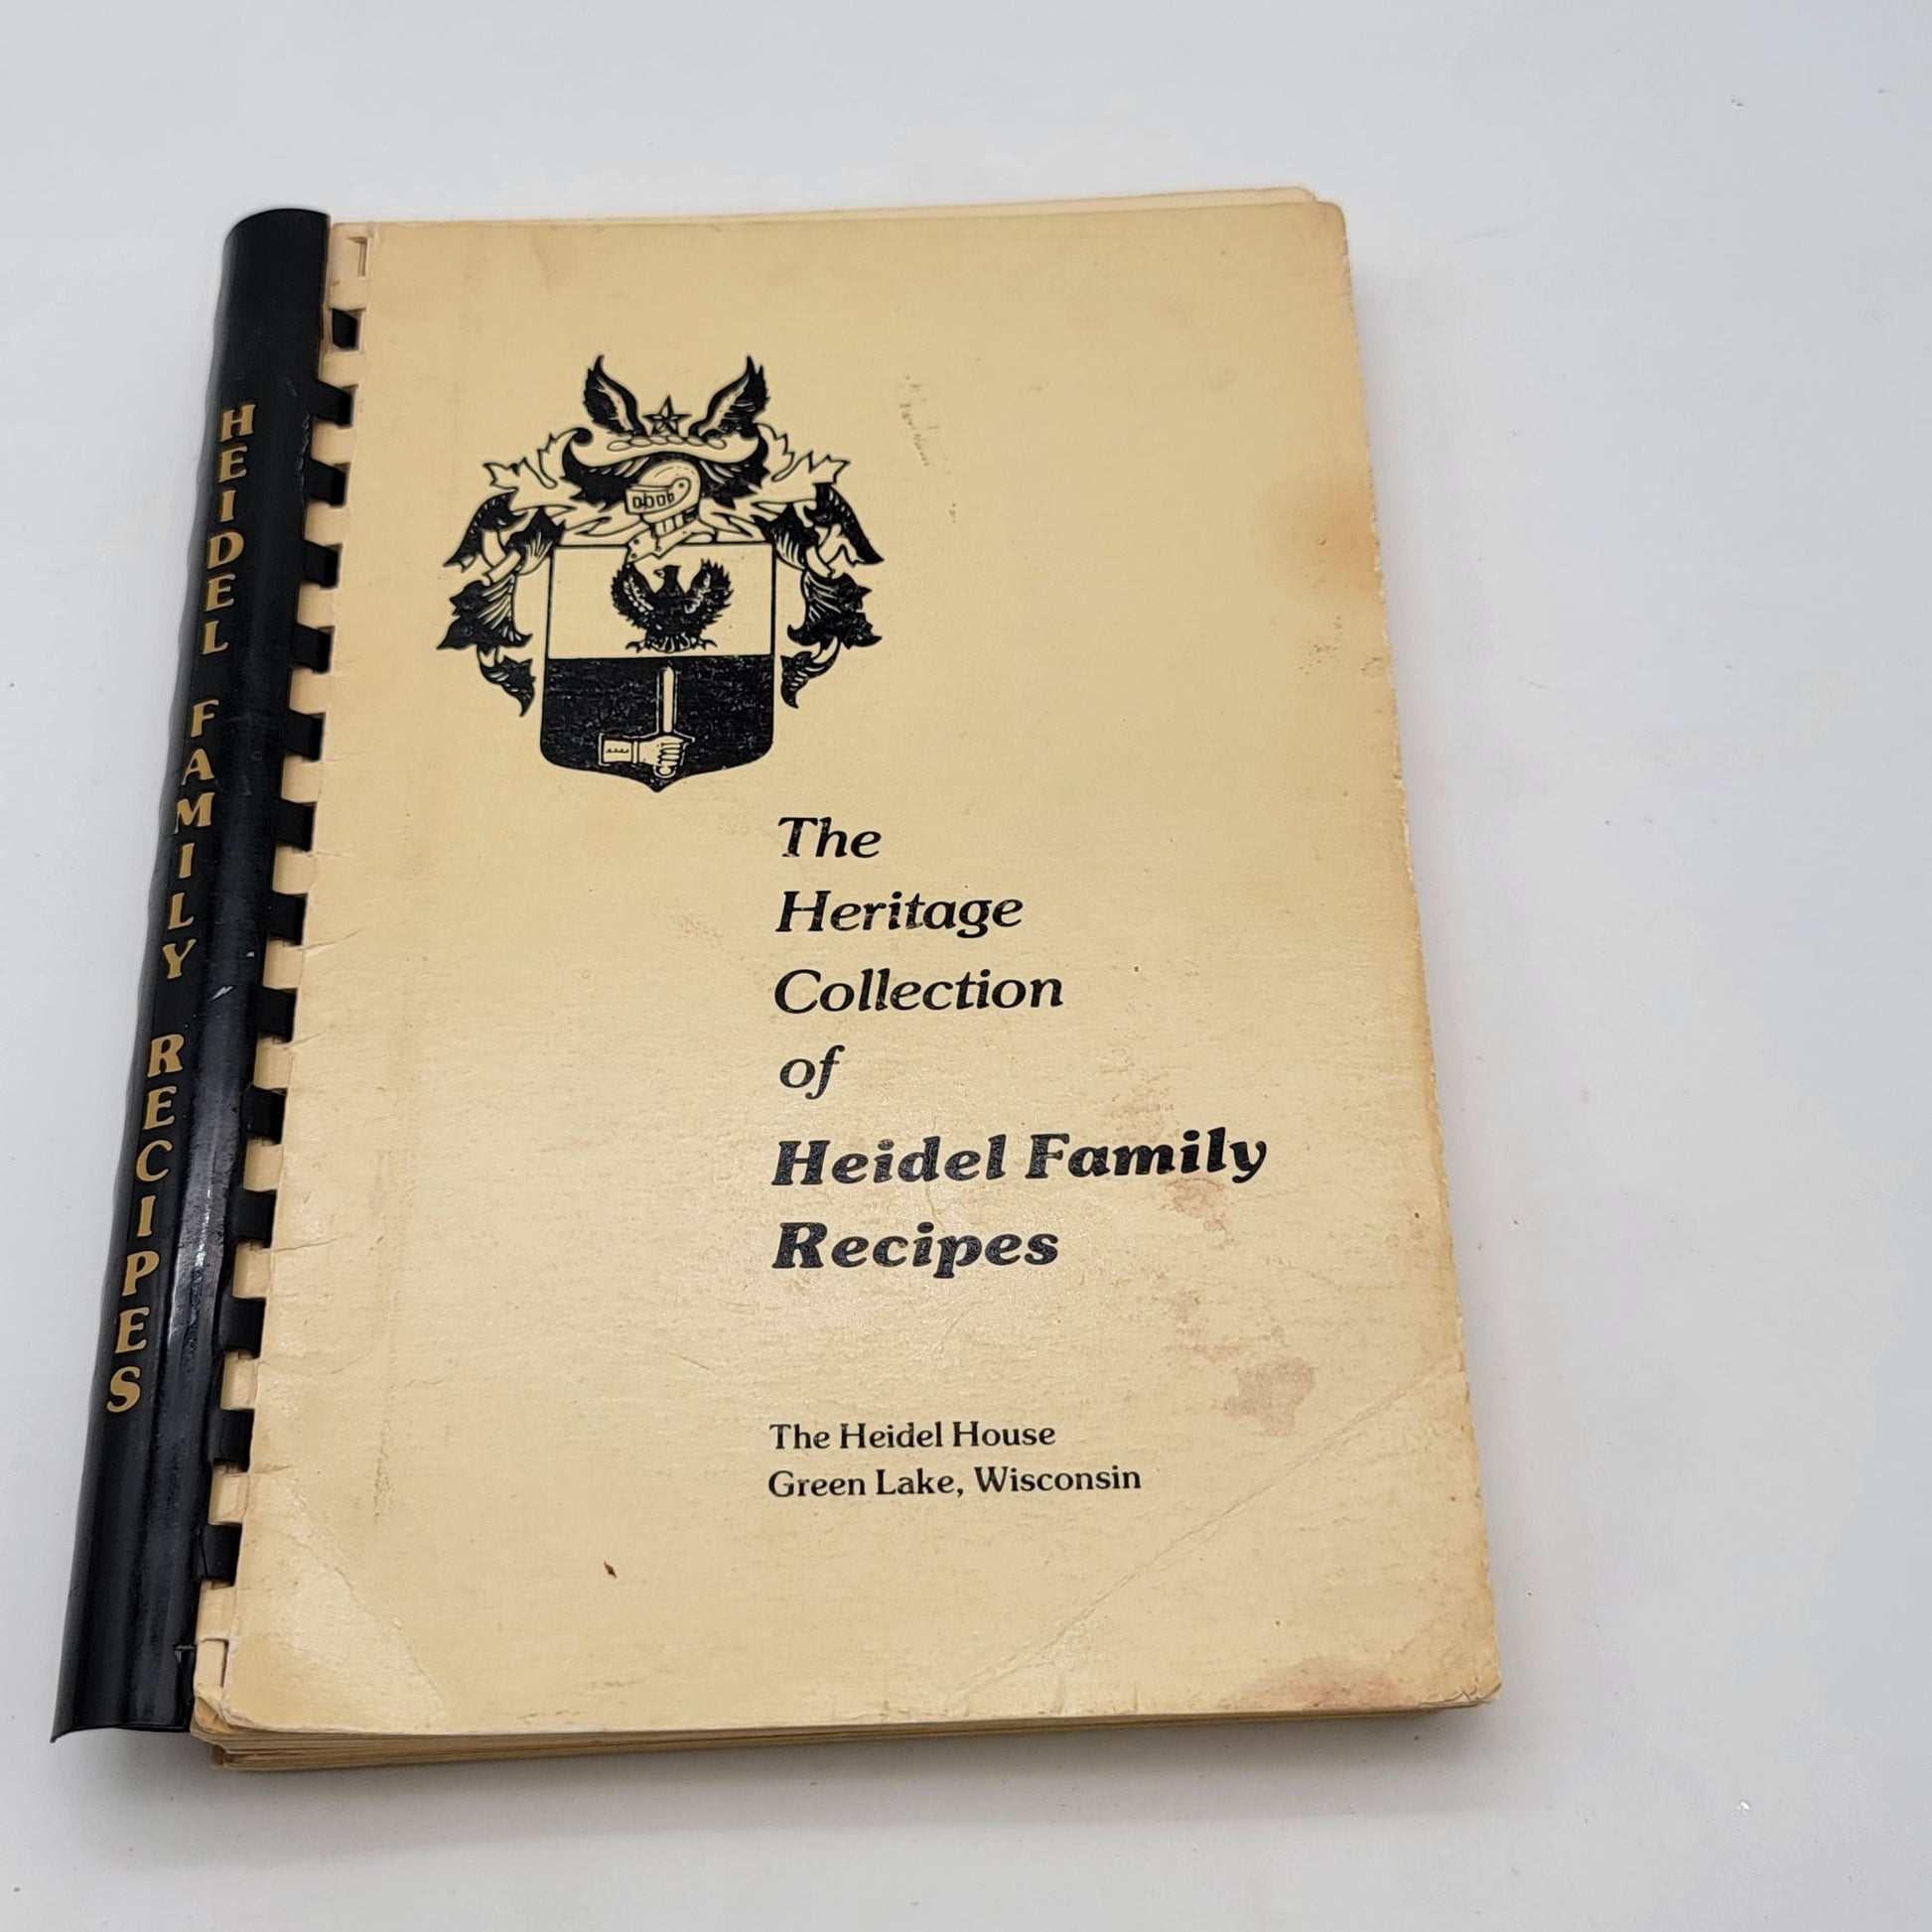 HEIDEL FAMILY RECIPES
The
Heritage
Collection
of
Heidel Family
Recipes
The Heidel House
Green Lake, Wisconsin